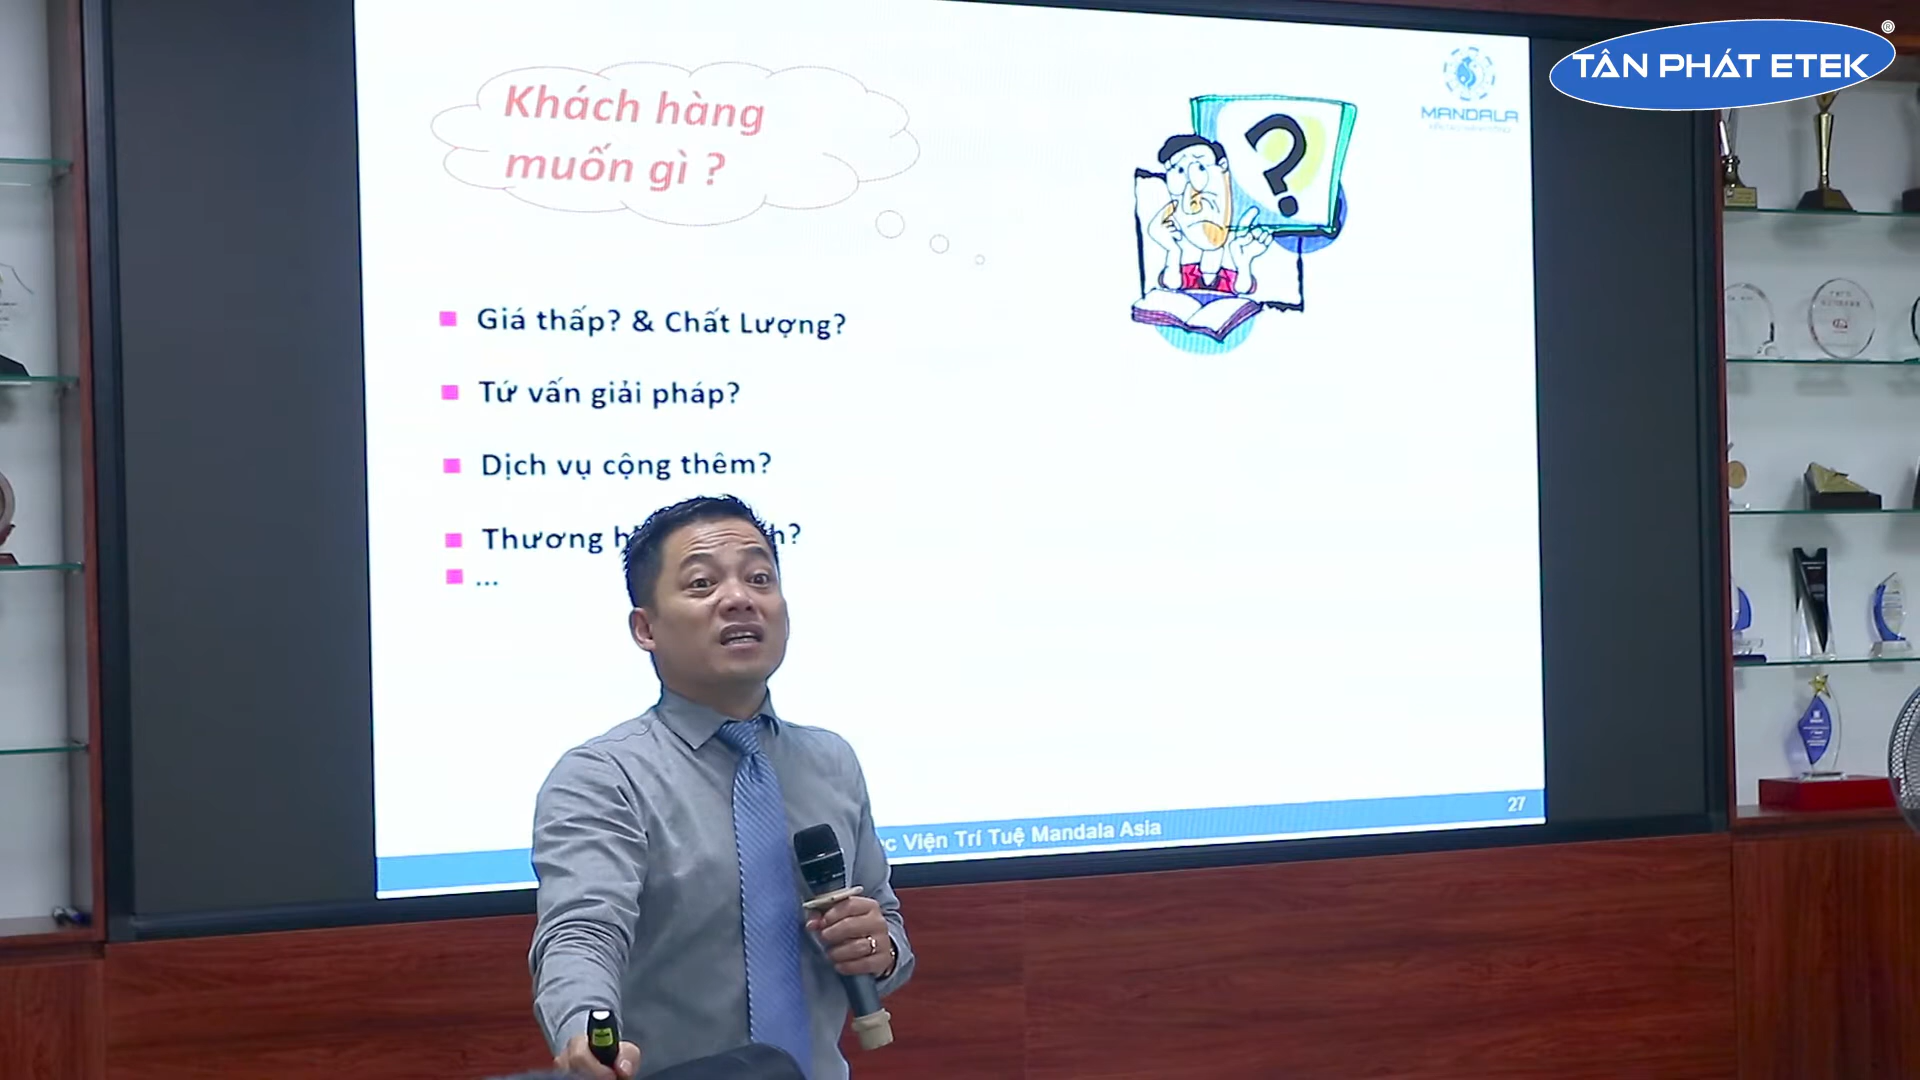 TÂN PHÁT ETEK
®
MANDALA
Khách hàng
muốn gì ?
?
Giá thấp? & Chất Lượng?
Tứ vấn giải pháp?
Dịch vụ cộng thêm?
Thương
...
Viện Trí Tuệ Mandala Asia
27